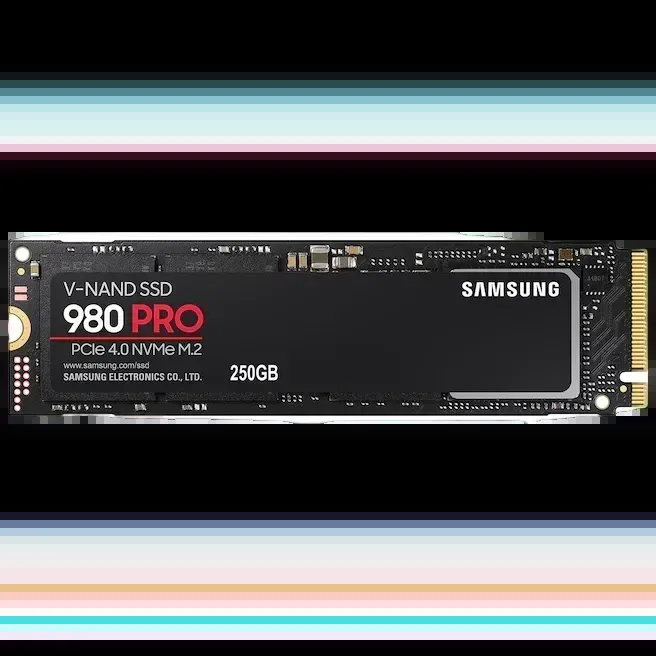 V-NAND SSD
SAMSUNG
980 PRO
PCIe 4.0 NVMe M.2
www.samsung.com/ssd
SAMSUNG ELECTRONICS CO., LTD.
250GB